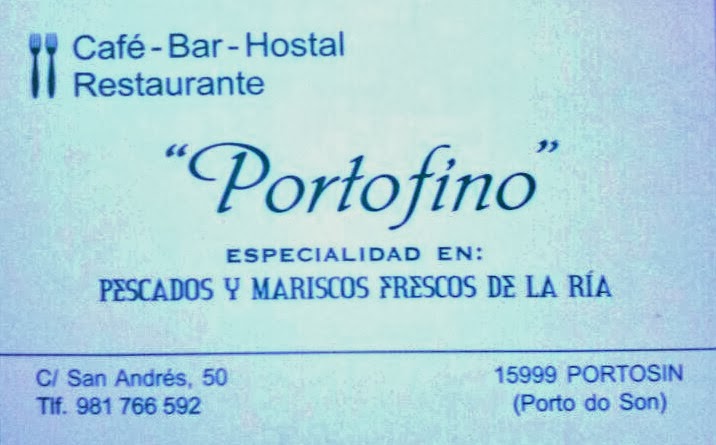 Café - Bar - Hostal
Restaurante
"Portofino"
ESPECIALIDAD EN:
PESCADOS Y MARISCOS FRESCOS DE LA RÍA
C/ San Andrés, 50
Tlf. 981 766 592
15999 PORTOSIN
(Porto do Son)